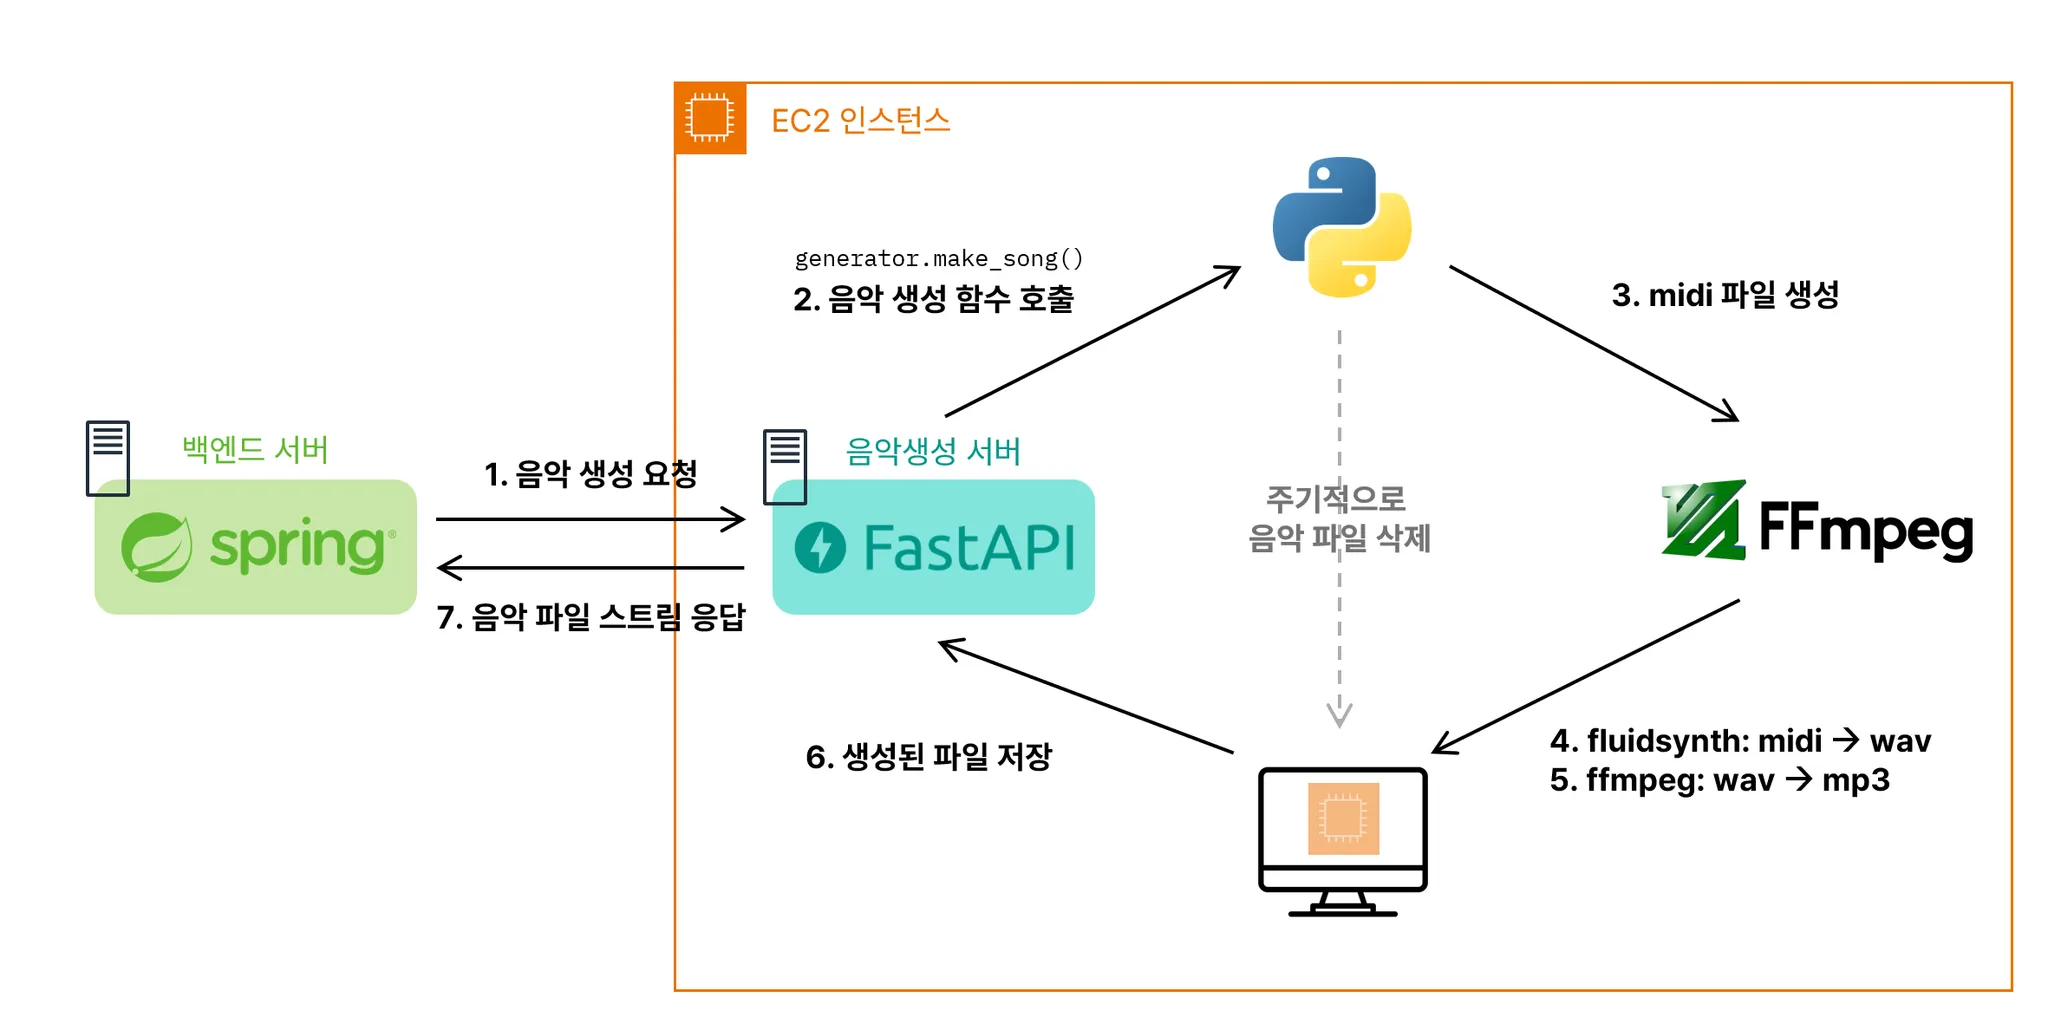 EC2 인스턴스
generator.make_song()
2. 음악 생성 함수 호출
3. midi 파일 생성
백엔드 서버
spring®
1. 음악 생성 요청
7. 음악 파일 스트림 응답
음악생성 서버
FastAPI
주기적으로
음악 파일 삭제
FFmpeg
4. fluidsynth: midi → wav
5. ffmpeg: wav → mp3
6. 생성된 파일 저장